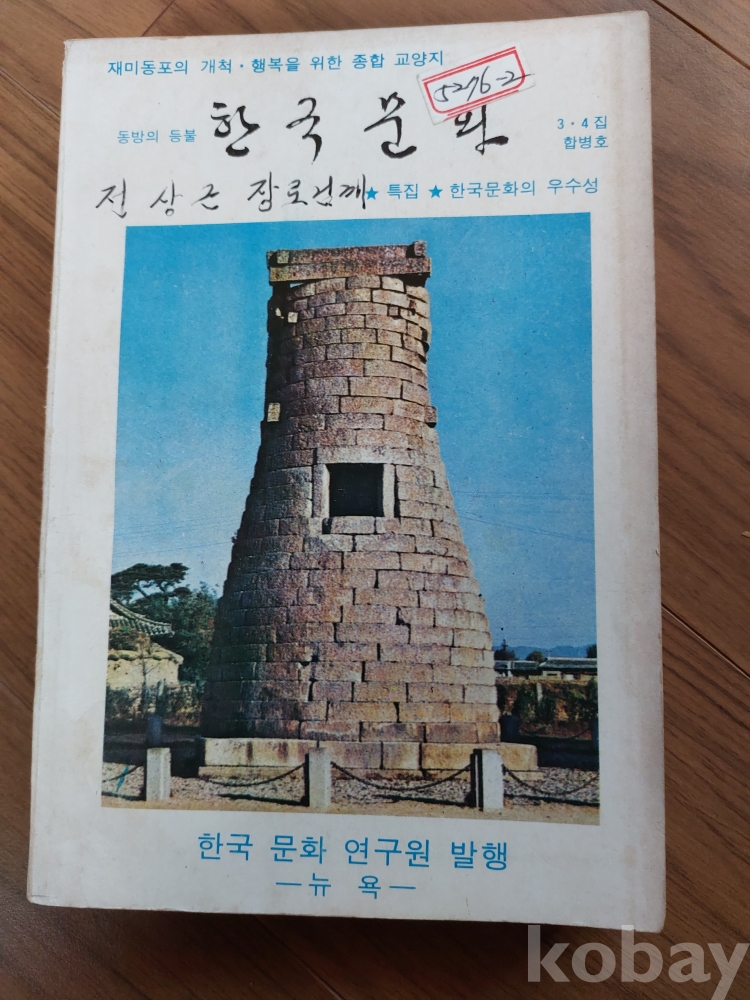 재미동포의 개척・행복을 위한 종합 교양지
5276-2
동방의 등불
한국문화
3・4집
합병호
전상근 장로님께
★ 특집 ★ 한국문화의 우수성
한국 문화 연구원 발행
—뉴 욕—
kobay